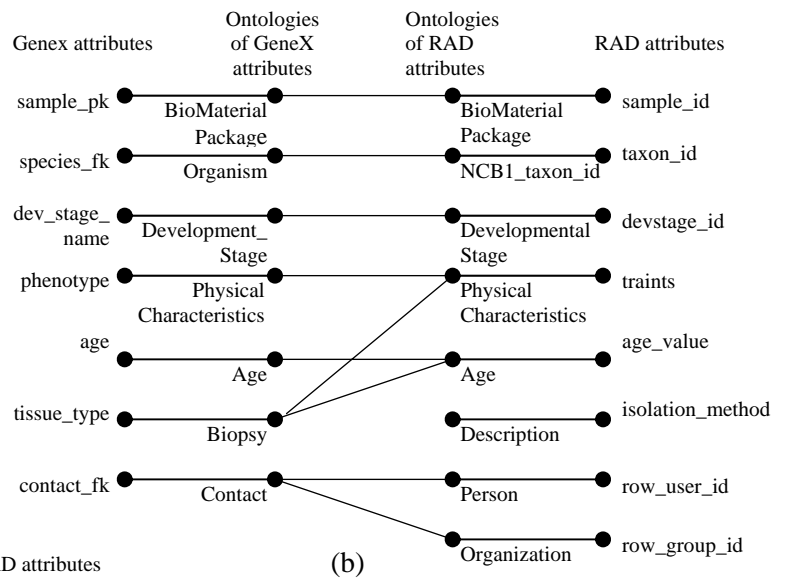 Genex attributes
Ontologies
of GeneX
attributes
Ontologies
of RAD
attributes
RAD attributes
sample_pk
BioMaterial
Package
BioMaterial
Package
sample_id
species_fk
Organism
NCB1_taxon_id
taxon_id
dev_stage_
name
Development_
Stage
Developmental
Stage
devstage_id
phenotype
Physical
Characteristics
Physical
Characteristics
traints
age
Age
Age
age_value
tissue_type
Biopsy
Description
isolation_method
contact_fk
Contact
Person
row_user_id
Organization
row_group_id
D attributes
(b)